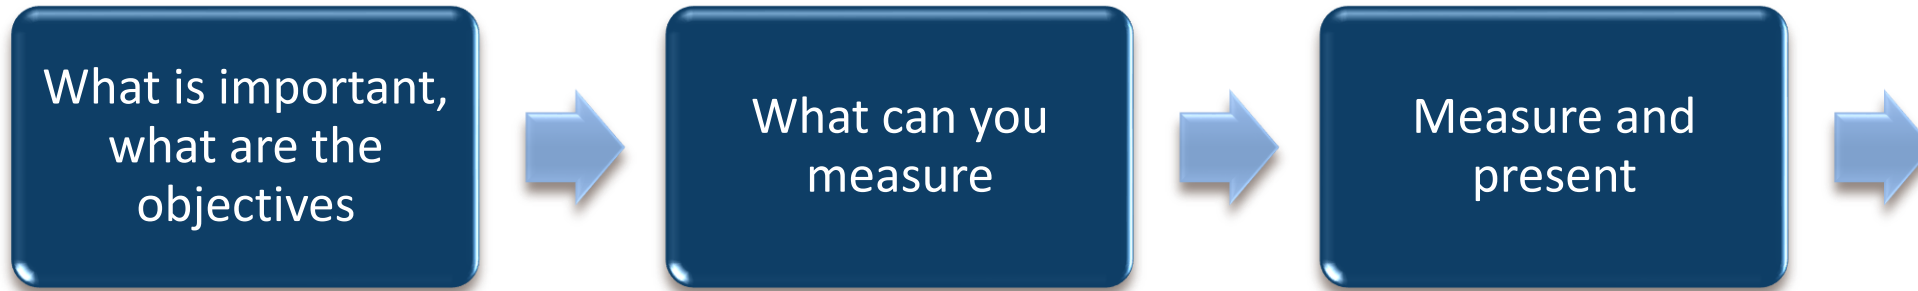 What is important,
what are the
objectives
What can you
measure
Measure and
present